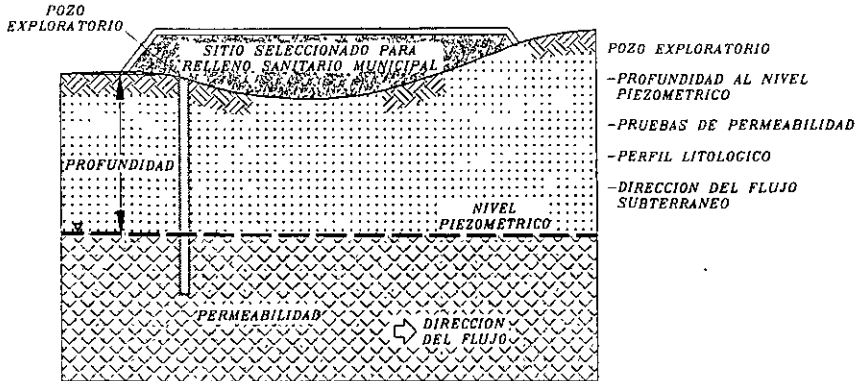 POZO
EXPLORATORIO
SITIO SELECCIONADO PARA
RELLENO SANITARIO MUNICIPAL
PROFUNDIDAD
NIVEL
PIEZOMETRICO
PERMEABILIDAD
DIRECCION
DEL FLUJO
POZO EXPLORATORIO
-PROFUNDIDAD AL NIVEL
PIEZOMETRICO
-PRUEBAS DE PERMEABILIDAD
-PERFIL LITOLOGICO
-DIRECCION DEL FLUJO
SUBTERRANEO